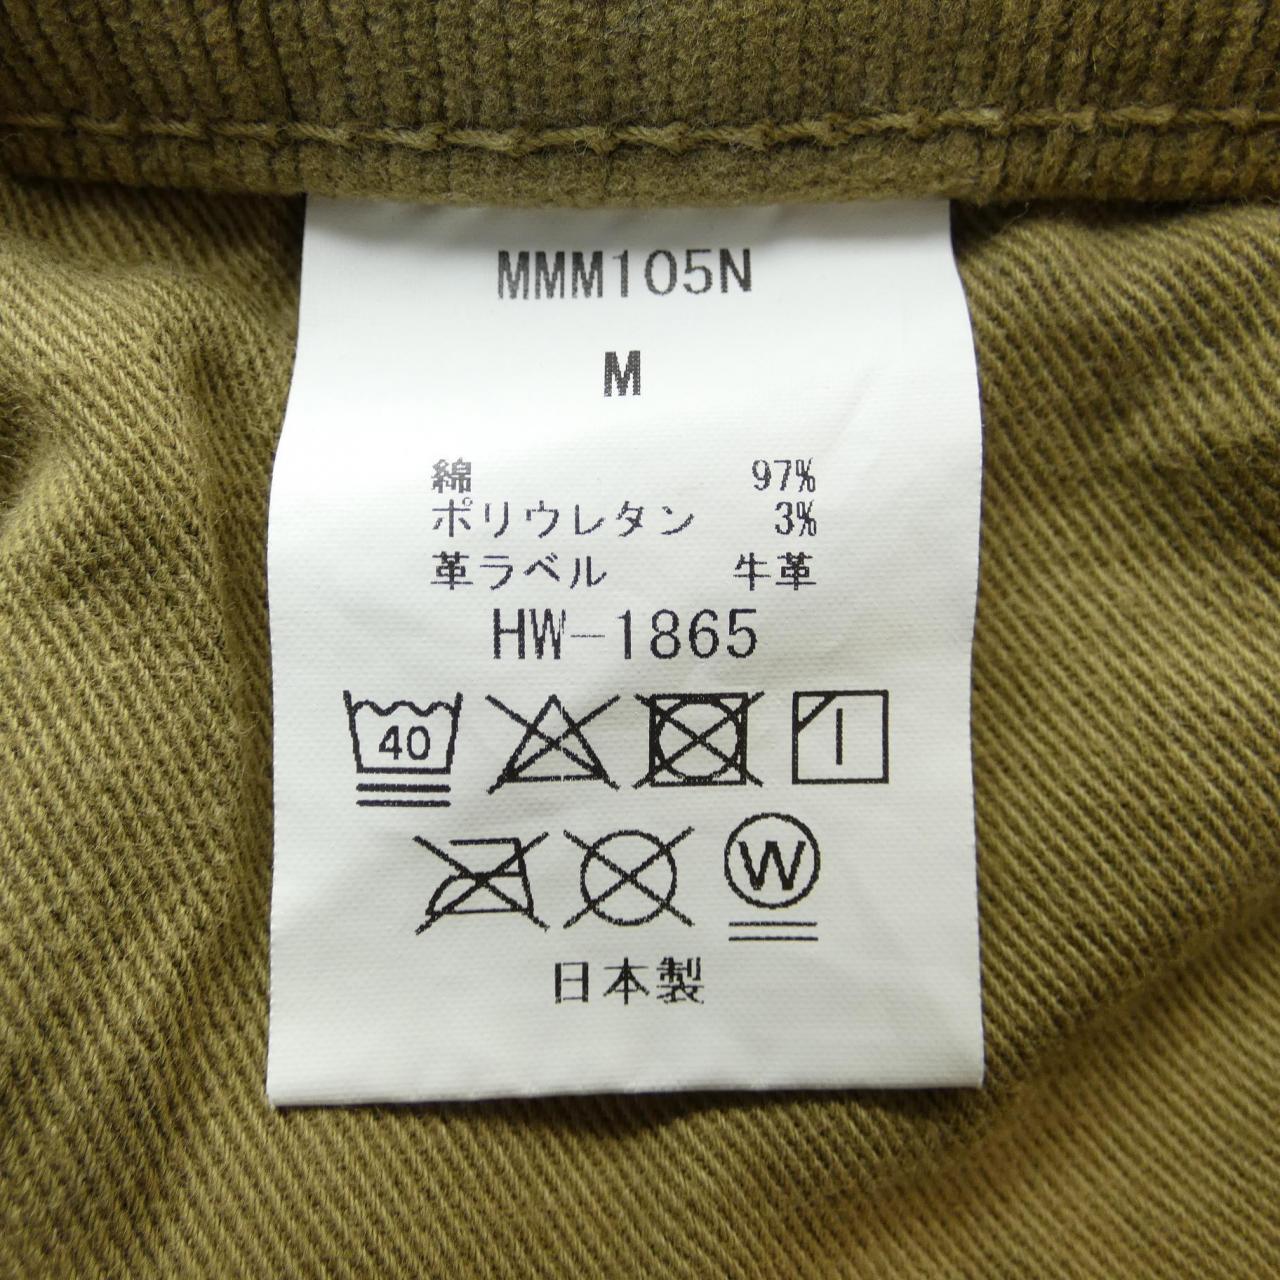 MMM105N
M
綿 97%
ポリウレタン 3%
革ラベル 牛革
HW-1865
40
W
日本製